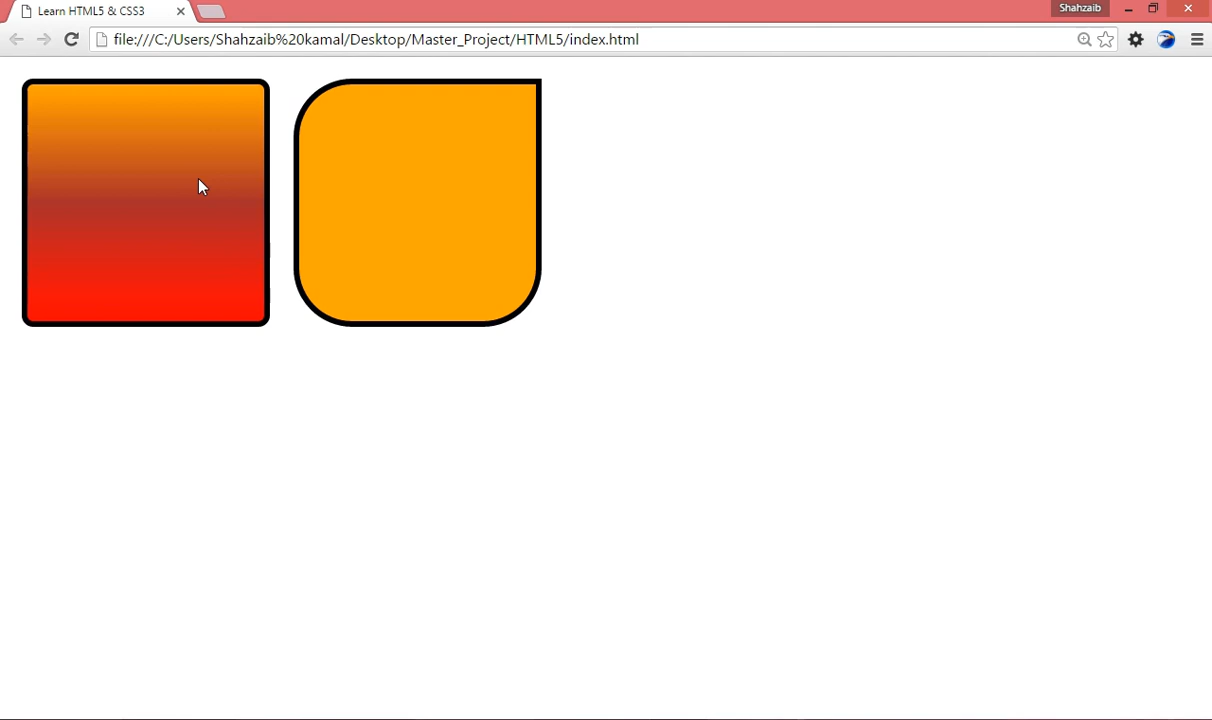 Learn HTML5 & CSS3
Shahzaib
file:///C:/Users/Shahzaib%20kamal/Desktop/Master_Project/HTML5/index.html